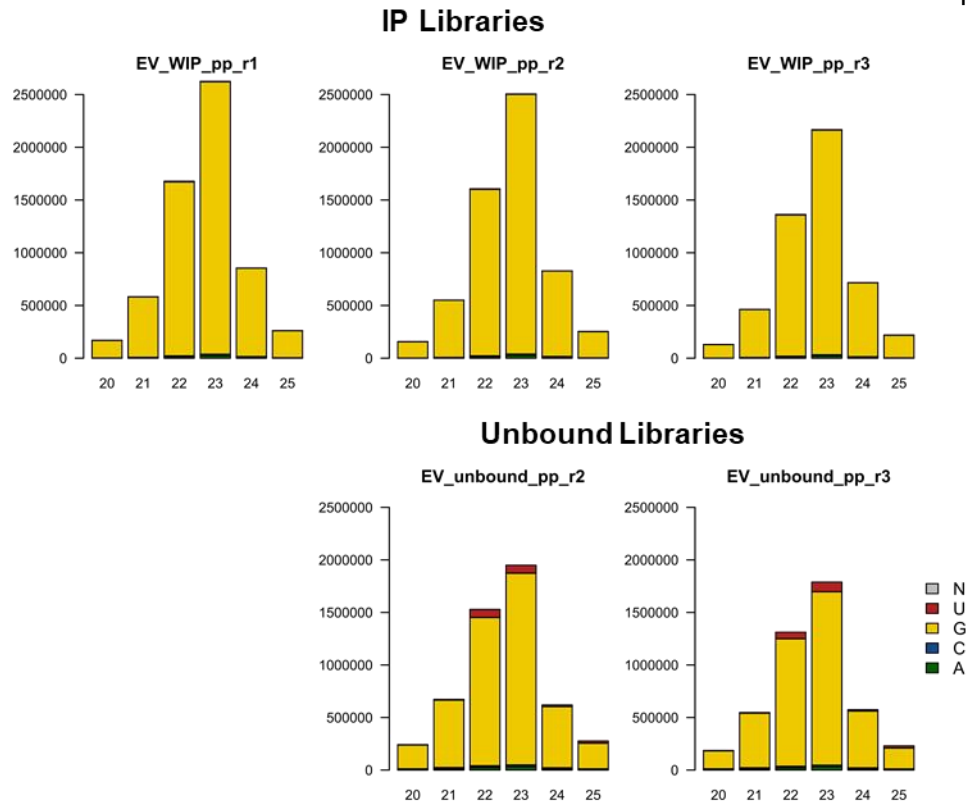 IP Libraries
EV_WIP_pp_r1 EV_WIP_pp_r2 EV_WIP_pp_r3
2500000 2500000 2500000
2000000 2000000 2000000
1500000 1500000 1500000
1000000 1000000 1000000
500000 500000 500000
0 0 0
20 21 22 23 24 25 20 21 22 23 24 25 20 21 22 23 24 25
Unbound Libraries
EV_unbound_pp_r2 EV_unbound_pp_r3
2500000 2500000
2000000 2000000
1500000 1500000
1000000 1000000
500000 500000
0 0
20 21 22 23 24 25 20 21 22 23 24 25
N
U
G
C
A